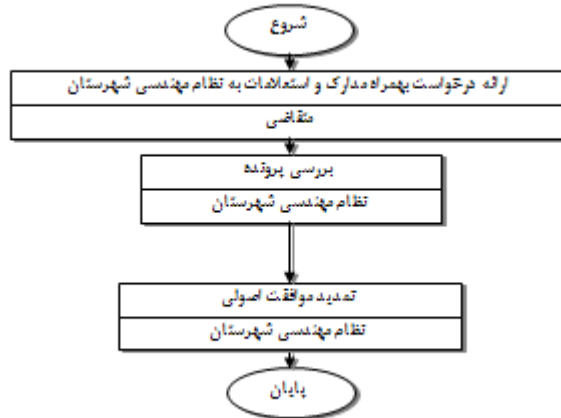 شروع
ارائه درخواست بهمراه مدارک و استعلامات به نظام مهندسی شهرستان
متقاضی
بررسی پرونده
نظام مهندسی شهرستان
تمدید موافقت اصولی
نظام مهندسی شهرستان
پایان